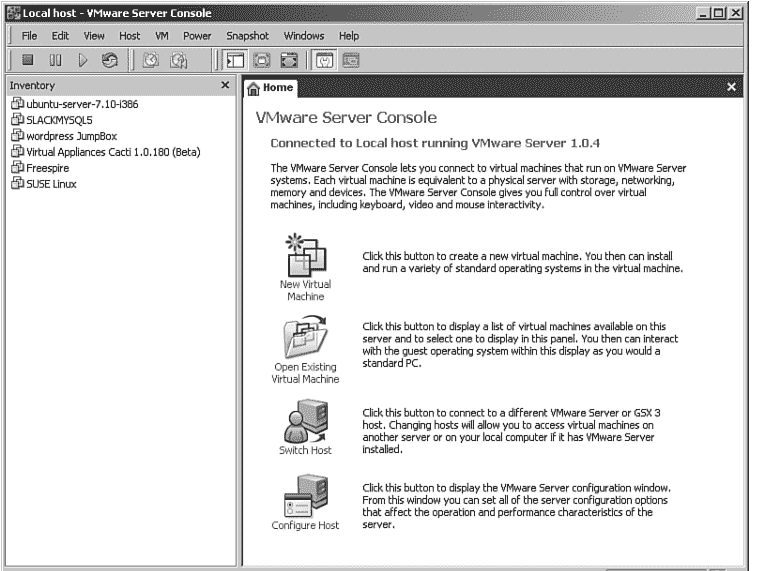 Local host - VMware Server Console
File Edit View Host VM Power Snapshot Windows Help
Inventory
ubuntu-server-7.10-i386
SLACKMYSQL5
wordpress JumpBox
Virtual Appliances Cacti 1.0.180 (Beta)
Freespire
SUSE Linux
Home
VMware Server Console
Connected to Local host running VMware Server 1.0.4
The VMware Server Console lets you connect to virtual machines that run on VMware Server
systems. Each virtual machine is equivalent to a physical server with storage, networking,
memory and devices. The VMware Server Console gives you full control over virtual
machines, including keyboard, video and mouse interactivity.
New Virtual
Machine
Click this button to create a new virtual machine. You then can install
and run a variety of standard operating systems in the virtual machine.
Open Existing
Virtual Machine
Click this button to display a list of virtual machines available on this
server and to select one to display in this panel. You then can interact
with the guest operating system within this display as you would a
standard PC.
Switch Host
Click this button to connect to a different VMware Server or GSX 3
host. Changing hosts will allow you to access virtual machines on
another server or on your local computer if it has VMware Server
installed.
Configure Host
Click this button to display the VMware Server configuration window.
From this window you can set all of the server configuration options
that affect the operation and performance characteristics of the
server.